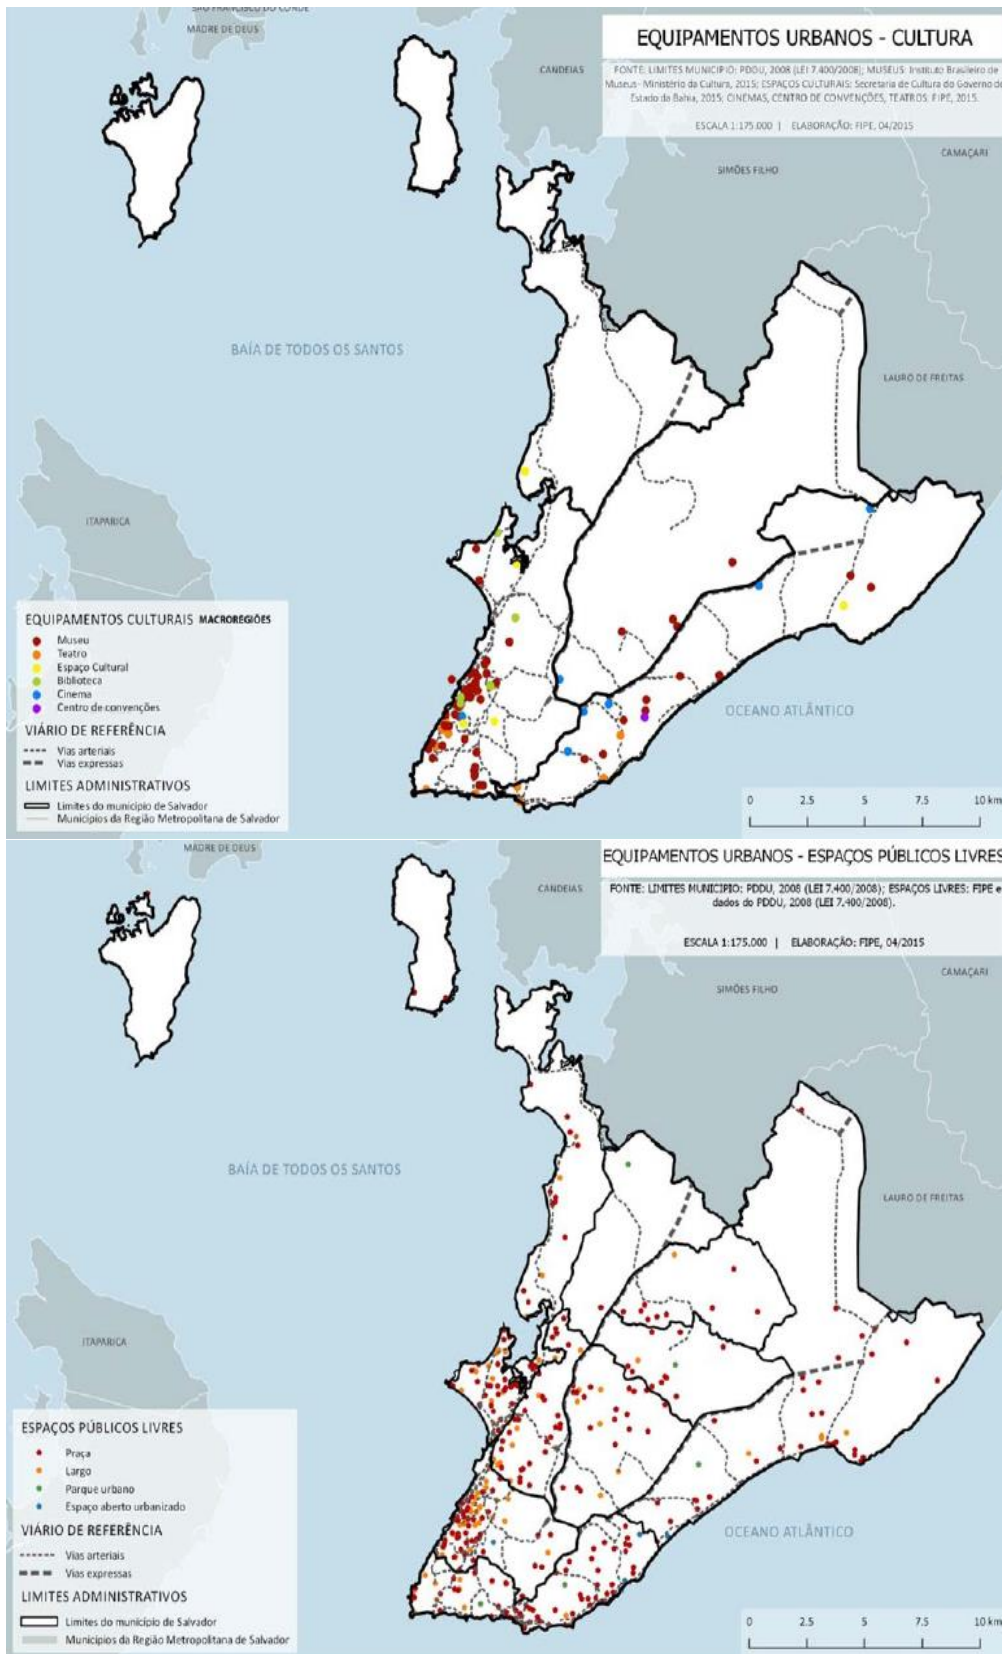 SÃO FRANCISCO DO CONDE
MADRE DE DEUS
CANDEIAS
EQUIPAMENTOS URBANOS - CULTURA
FONTE: LIMITES MUNICIPIO: PDDU, 2008 (LEI 7.400/2008); MUSEUS: Instituto Brasileiro de
Museus- Ministério da Cultura, 2015; ESPAÇOS CULTURAIS: Secretaria de Cultura do Governo do
Estado da Bahia, 2015; CINEMAS, CENTRO DE CONVENÇÕES, TEATROS: FIPE, 2015.
ESCALA 1:175.000 | ELABORAÇÃO: FIPE, 04/2015
CAMAÇARI
SIMÕES FILHO
BAÍA DE TODOS OS SANTOS
LAURO DE FREITAS
ITAPARICA
EQUIPAMENTOS CULTURAIS MACROREGIÕES
Museu
Teatro
Espaço Cultural
Biblioteca
Cinema
Centro de convenções
VIÁRIO DE REFERÊNCIA
Vias arteriais
Vias expressas
LIMITES ADMINISTRATIVOS
Limites do município de Salvador
Municípios da Região Metropolitana de Salvador
OCEANO ATLÂNTICO
0 2.5 5 7.5 10 km
MADRE DE DEUS
CANDEIAS
EQUIPAMENTOS URBANOS - ESPAÇOS PÚBLICOS LIVRES
FONTE: LIMITES MUNICIPIO: PDDU, 2008 (LEI 7.400/2008); ESPAÇOS LIVRES: FIPE e
dados do PDDU, 2008 (LEI 7.400/2008).
ESCALA 1:175.000 | ELABORAÇÃO: FIPE, 04/2015
CAMAÇARI
SIMÕES FILHO
BAÍA DE TODOS OS SANTOS
LAURO DE FREITAS
ITAPARICA
ESPAÇOS PÚBLICOS LIVRES
Praça
Largo
Parque urbano
Espaço aberto urbanizado
VIÁRIO DE REFERÊNCIA
Vias arteriais
Vias expressas
LIMITES ADMINISTRATIVOS
Limites do município de Salvador
Municípios da Região Metropolitana de Salvador
OCEANO ATLÂNTICO
0 2.5 5 7.5 10 km